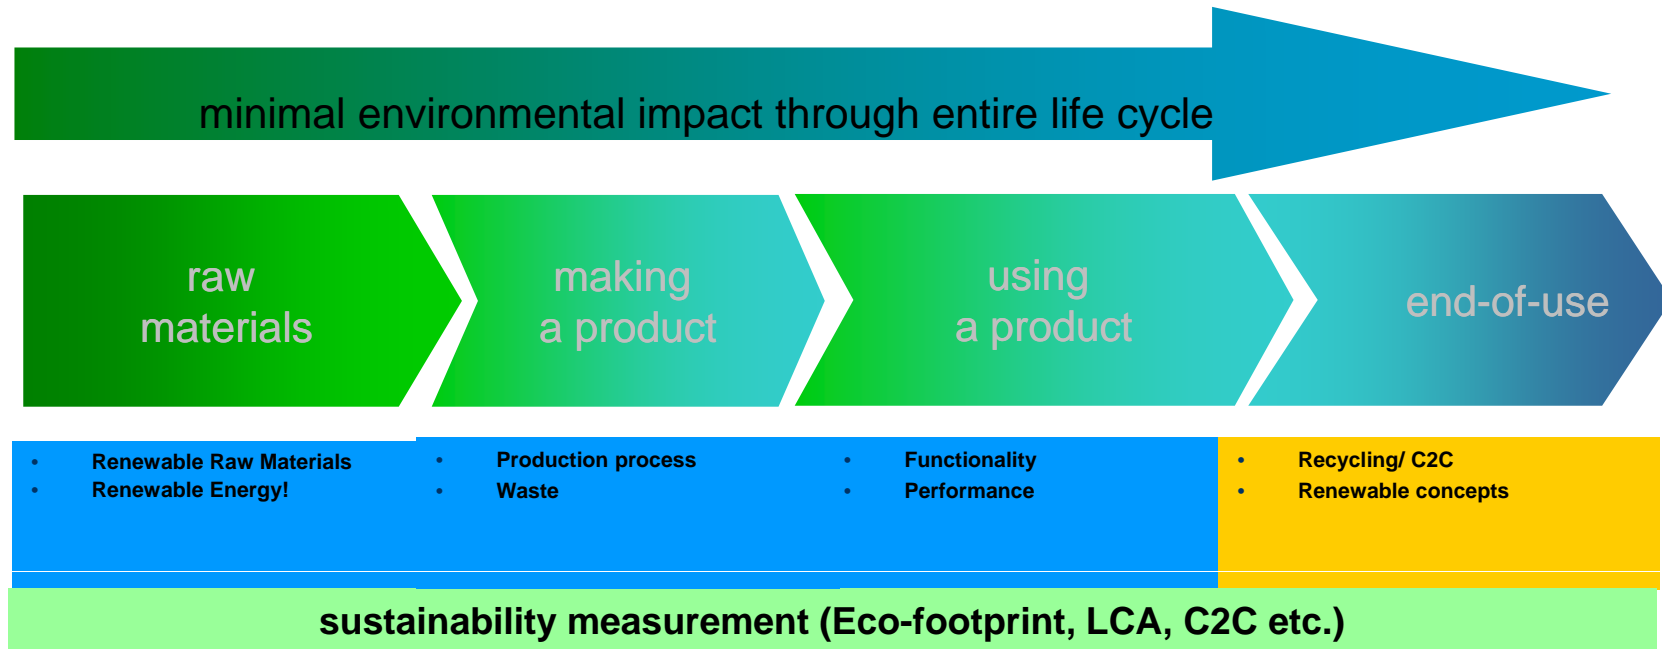 minimal environmental impact through entire life cycle
raw
materials
making
a product
using
a product
end-of-use
• Renewable Raw Materials
• Renewable Energy!
• Production process
• Waste
• Functionality
• Performance
• Recycling/ C2C
• Renewable concepts
sustainability measurement (Eco-footprint, LCA, C2C etc.)